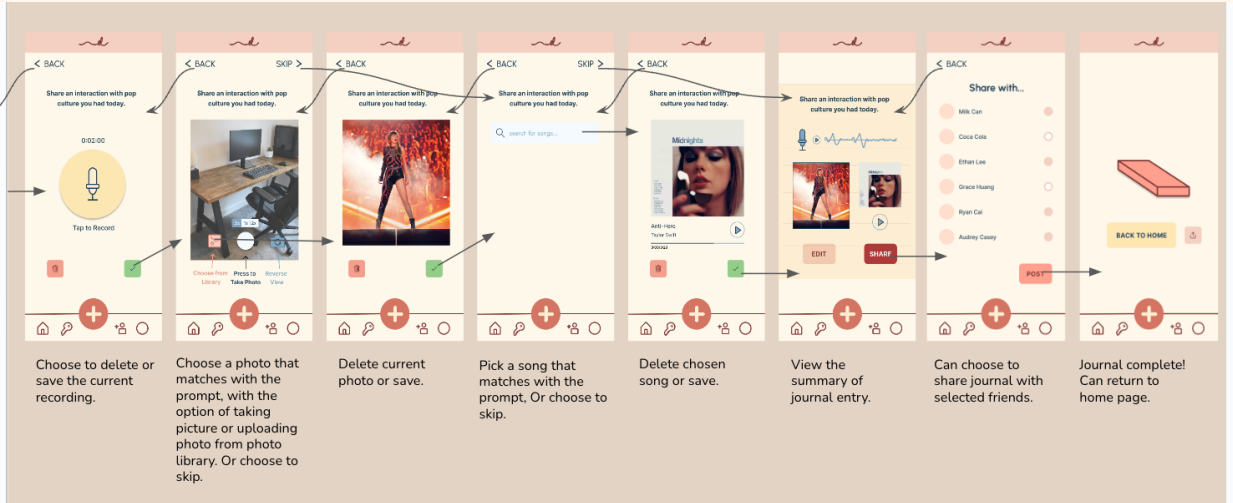 < BACK
Share an interaction with pop
culture you had today.
0:02:00
Tap to Record
Choose to delete or
save the current
recording.
< BACK
SKIP >
Share an interaction with pop
culture you had today.
Choose from
Library
Press to
Take Photo
Reverse
View
Choose a photo that
matches with the
prompt, with the
option of taking
picture or uploading
photo from photo
library. Or choose to
skip.
< BACK
Share an interaction with pop
culture you had today.
Delete current
photo or save.
< BACK
SKIP >
Share an interaction with pop
culture you had today.
search for songs...
Pick a song that
matches with the
prompt, Or choose to
skip.
< BACK
Share an interaction with pop
culture you had today.
Midnights
Anti-Hero
Taylor Swift
Delete chosen
song or save.
Share an interaction with pop
culture you had today.
EDIT
SHARE
View the
summary of
journal entry.
< BACK
Share with...
Milk Can
Coca Cola
Ethan Lee
Grace Huang
Ryan Cai
Audrey Casey
POST
Can choose to
share journal with
selected friends.
BACK TO HOME
Journal complete!
Can return to
home page.